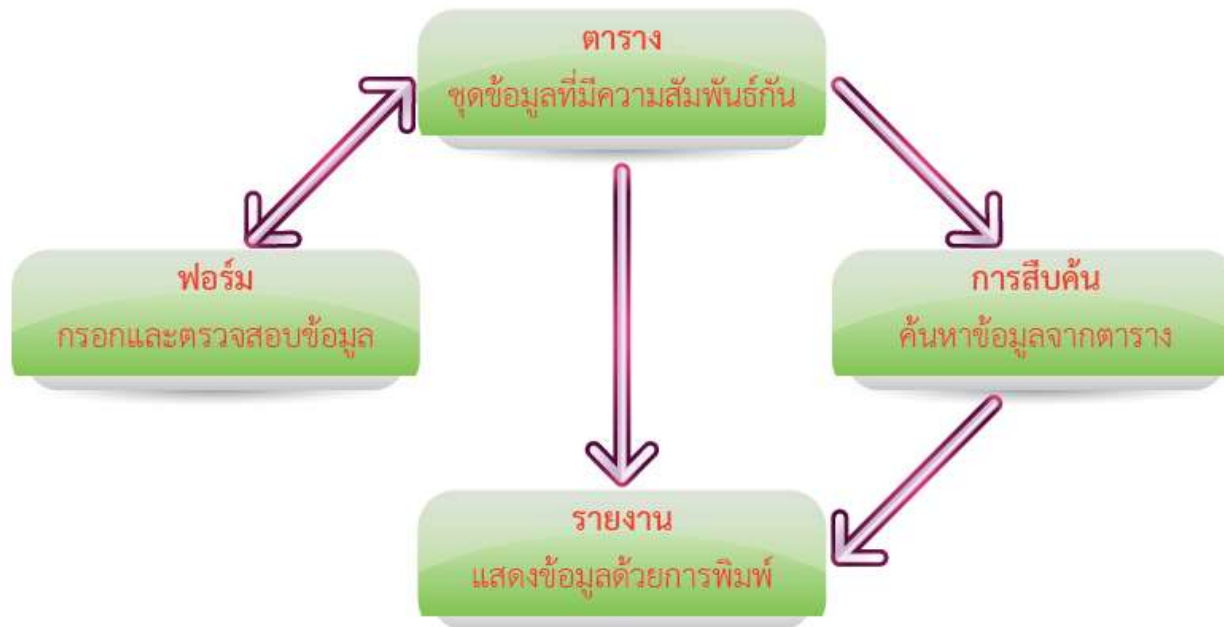 ตาราง
ชุดข้อมูลที่มีความสัมพันธ์กัน
ฟอร์ม
กรอกและตรวจสอบข้อมูล
การสืบค้น
ค้นหาข้อมูลจากตาราง
รายงาน
แสดงข้อมูลด้วยการพิมพ์